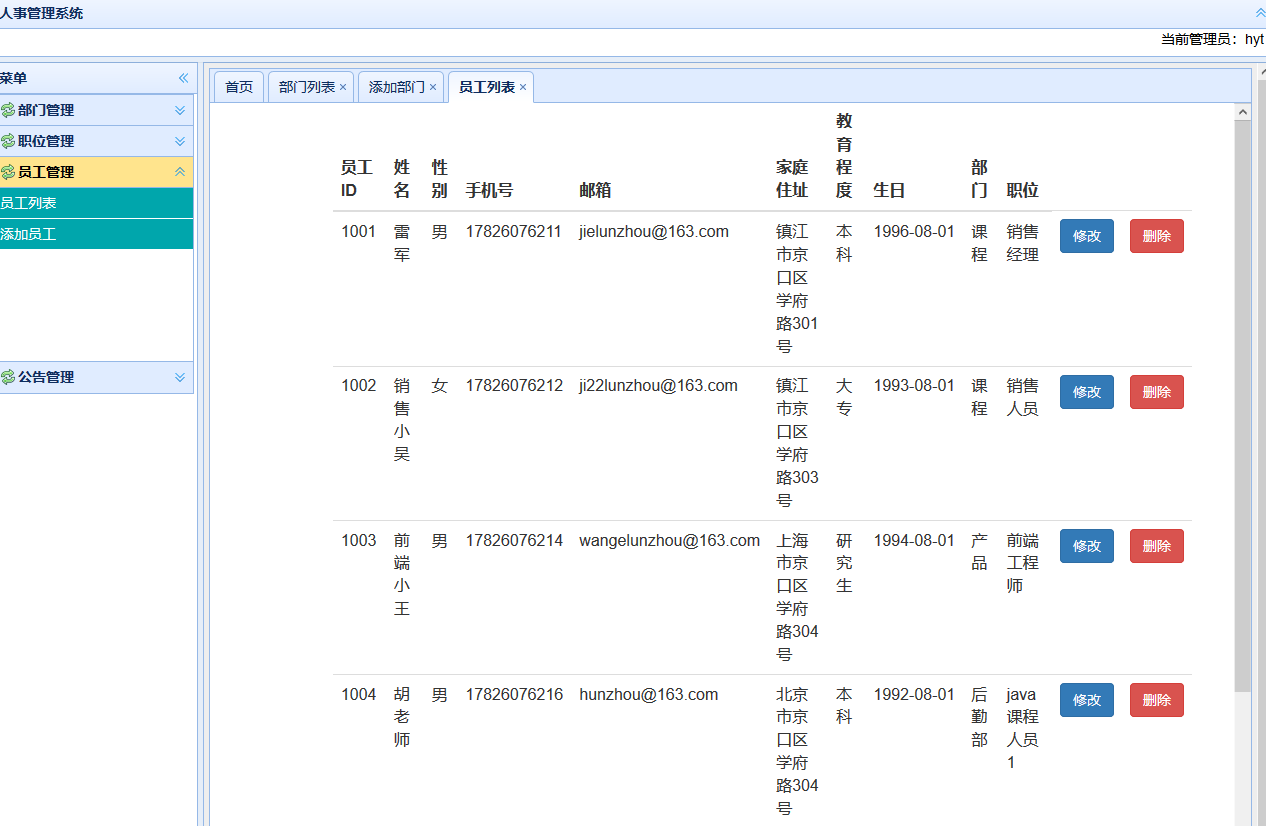 人事管理系统
当前管理员：hyt
菜单
部门管理
职位管理
员工管理
员工列表
添加员工
公告管理
首页 部门列表 添加部门 员工列表
员工ID 姓名 性别 手机号 邮箱 家庭住址 教育程度 生日 部门 职位
1001 雷军 男 17826076211 jielunzhou@163.com 镇江市京口区学府路301号 本科 1996-08-01 课程 销售经理 修改 删除
1002 销售小吴 女 17826076212 ji22lunzhou@163.com 镇江市京口区学府路303号 大专 1993-08-01 课程 销售人员 修改 删除
1003 前端小王 男 17826076214 wangelunzhou@163.com 上海市京口区学府路304号 研究生 1994-08-01 产品 前端工程师 修改 删除
1004 胡老师 男 17826076216 hunzhou@163.com 北京市京口区学府路304号 本科 1992-08-01 后勤部 java课程人员1 修改 删除